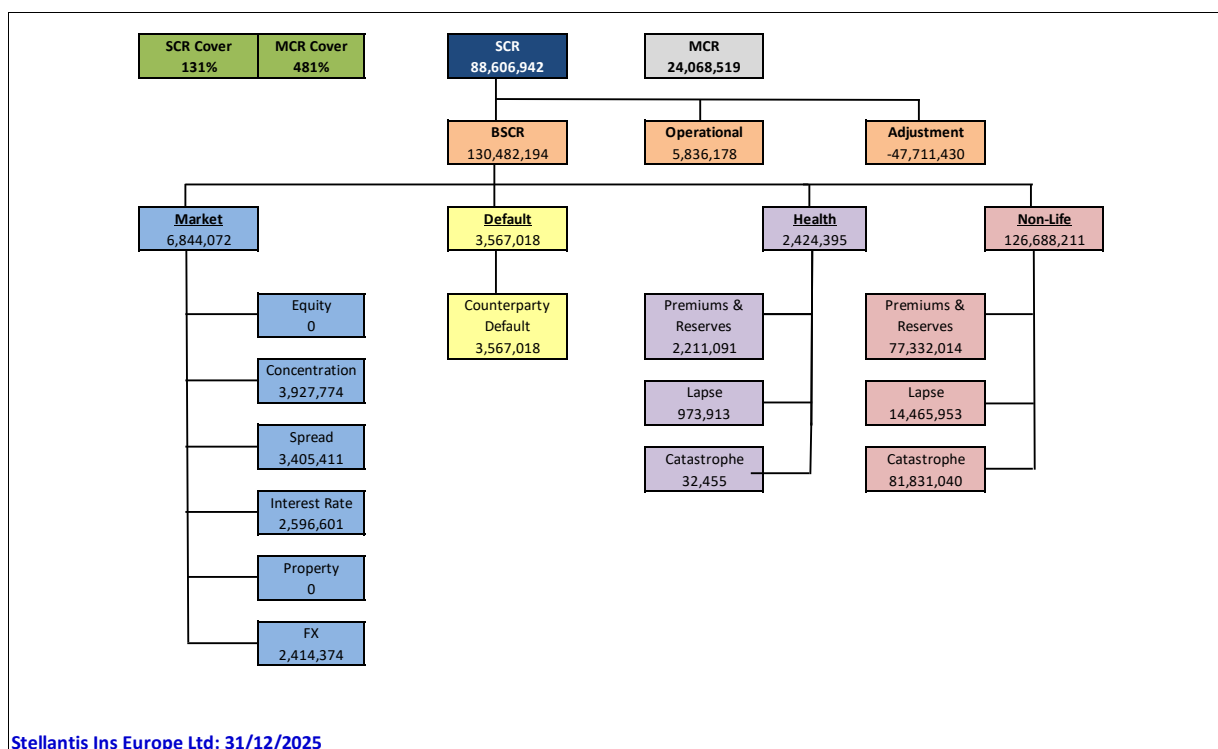 SCR Cover
131%
MCR Cover
481%
SCR
88,606,942
MCR
24,068,519
BSCR
130,482,194
Operational
5,836,178
Adjustment
-47,711,430
Market
6,844,072
Default
3,567,018
Health
2,424,395
Non-Life
126,688,211
Equity
0
Concentration
3,927,774
Spread
3,405,411
Interest Rate
2,596,601
Property
0
FX
2,414,374
Counterparty
Default
3,567,018
Premiums &
Reserves
2,211,091
Lapse
973,913
Catastrophe
32,455
Premiums &
Reserves
77,332,014
Lapse
14,465,953
Catastrophe
81,831,040
Stellantis Ins Europe Ltd: 31/12/2025